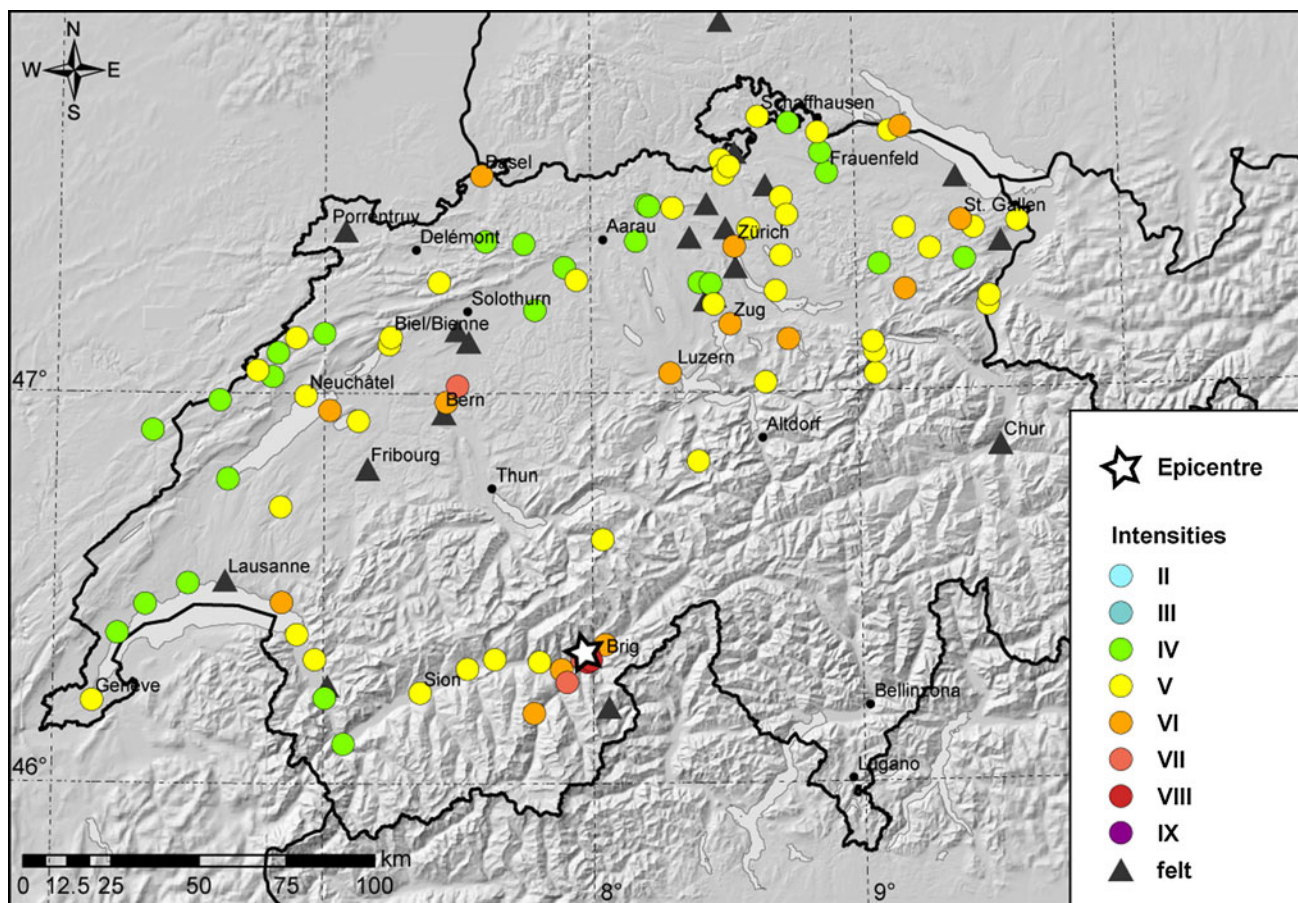 N
W E
S
Schaffhausen
Basel
Frauenfeld
Porrentruy
St. Gallen
Delémont
Aarau
Zürich
Solothurn
Biel/Bienne
Zug
Luzern
47°
Neuchâtel
Bern
Altdorf
Chur
Fribourg
Thun
Lausanne
Brig
Sion
Genève
Bellinzona
46°
Lugano
km
0 12.5 25 50 75 100
8° 9°
Epicentre
Intensities
II
III
IV
V
VI
VII
VIII
IX
felt